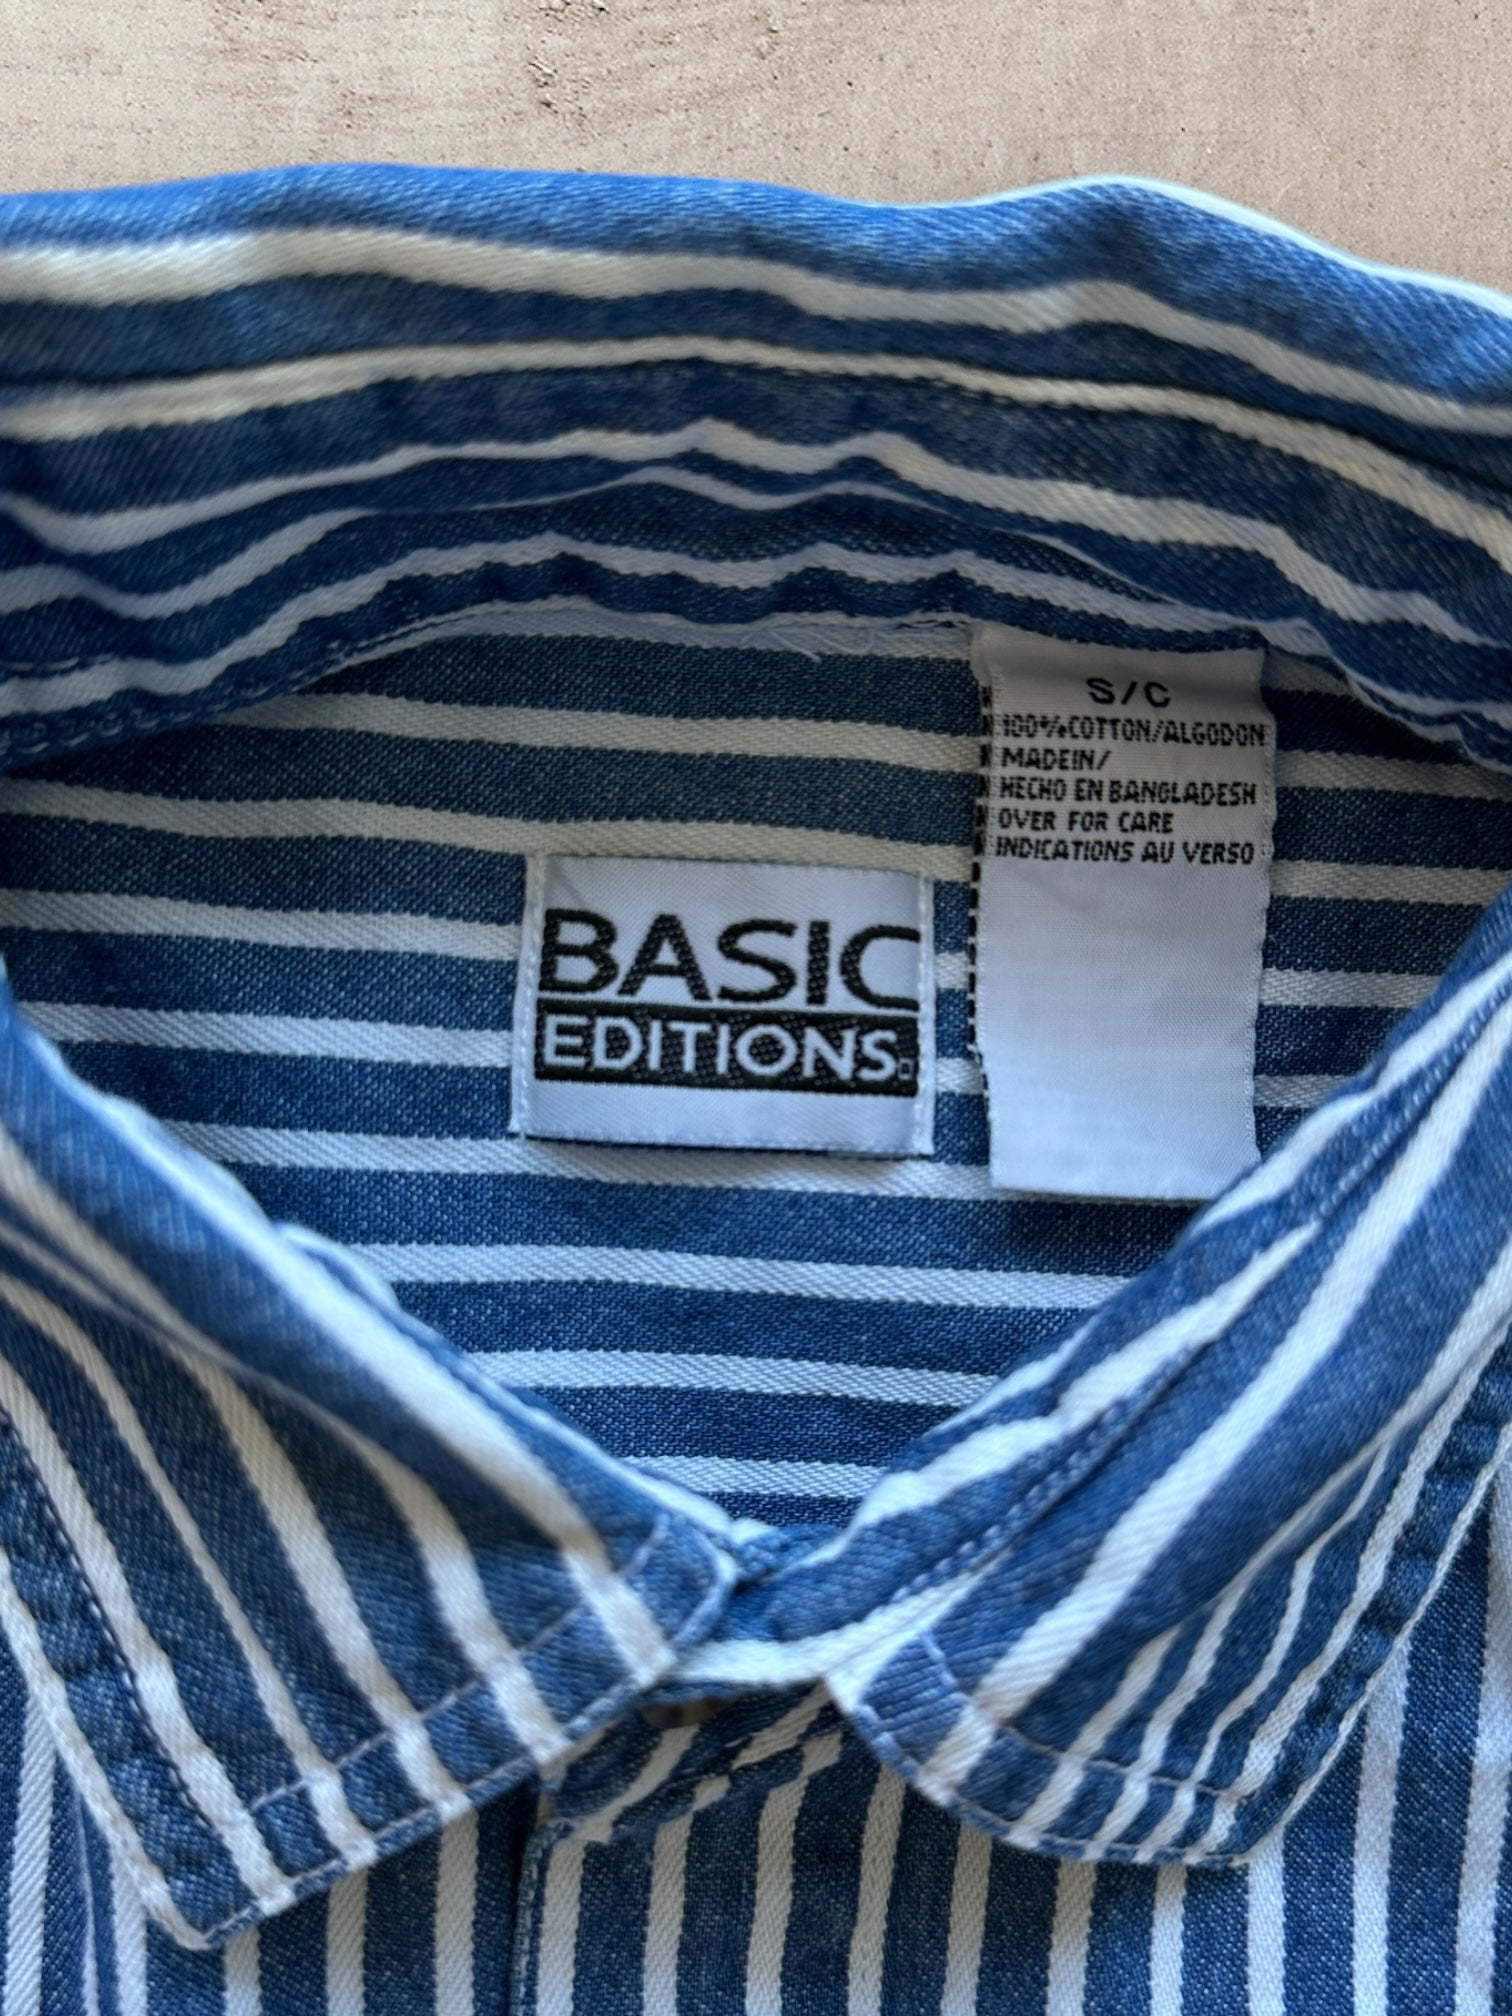 S/C
100%COTTON/ALGODON
MADEIN/
HECHO EN BANGLADESH
OVER FOR CARE
INDICATIONS AU VERSO
BASIC
EDITIONS